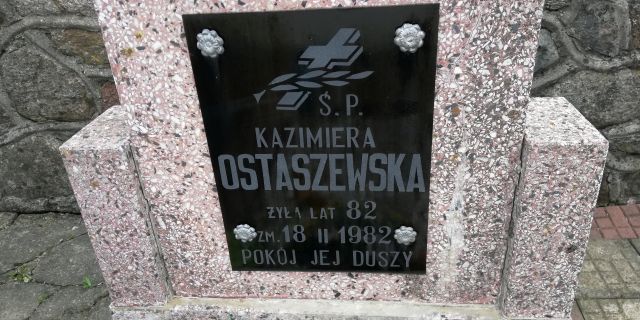 Ś. P.
KAZIMIERA
OSTASZEWSKA
ŻYŁA LAT 82
ZM. 18 II 1982
POKÓJ JEJ DUSZY